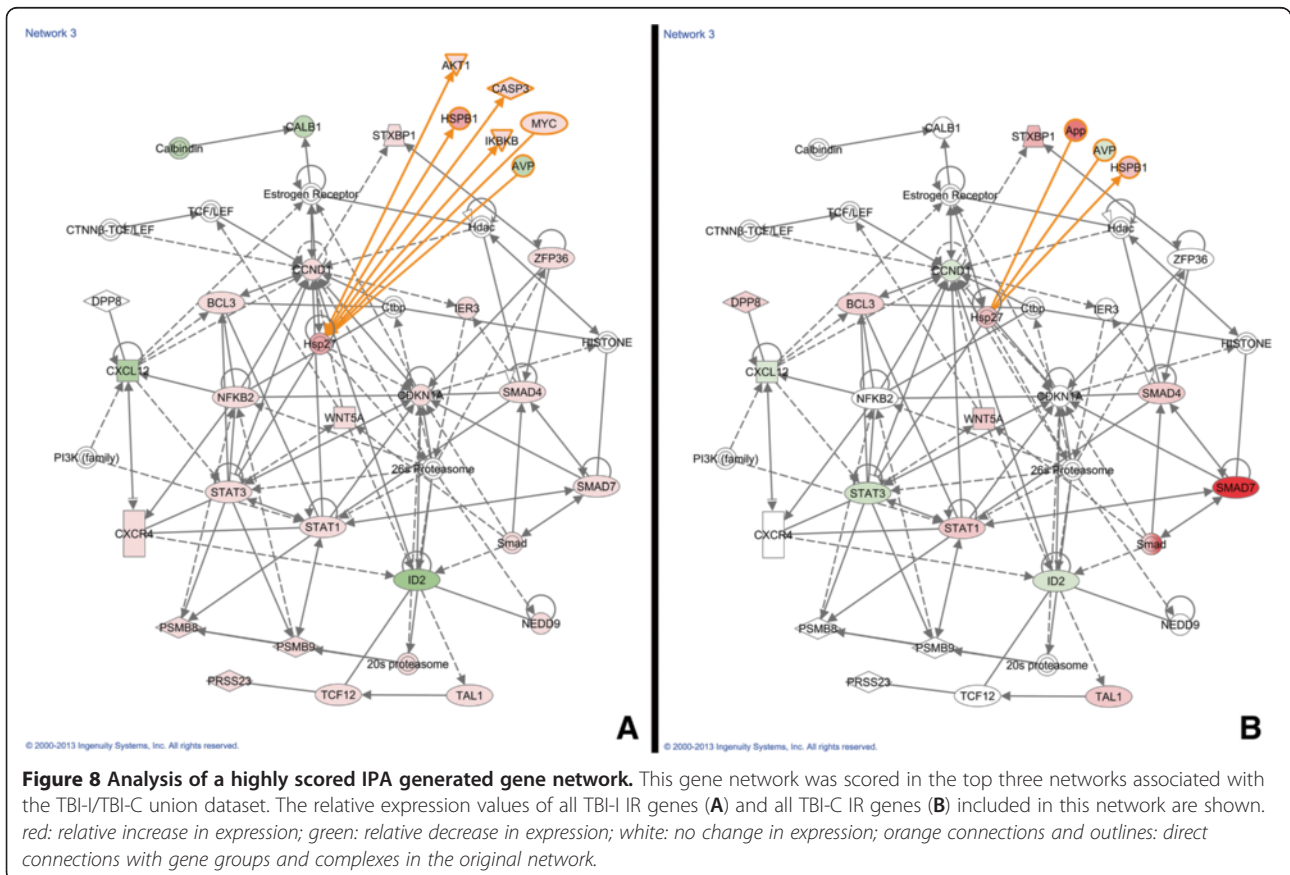 Network 3
AKT1
CASP3
HSPB1
MYC
CALB1
STXBP1
IKBKB
Calbindin
AVP
Estrogen Receptor
TCF/LEF
CTNNβ-TCF/LEF
Hdac
CCND1
ZFP36
DPP8
BCL3
Ctbp
IER3
Hsp27
HISTONE
CXCL12
NFKB2
CDKN1A
SMAD4
WNT5A
PI3K (family)
26s Proteasome
STAT3
SMAD7
STAT1
CXCR4
Smad
ID2
PSMB8
NEDD9
PSMB9
20s proteasome
PRSS23
TCF12
TAL1
A
© 2000-2013 Ingenuity Systems, Inc. All rights reserved.
Network 3
App
CALB1
STXBP1
AVP
Calbindin
HSPB1
Estrogen Receptor
TCF/LEF
CTNNβ-TCF/LEF
Hdac
CCND1
ZFP36
DPP8
BCL3
Ctbp
IER3
Hsp27
HISTONE
CXCL12
NFKB2
CDKN1A
SMAD4
WNT5A
PI3K (family)
26s Proteasome
STAT3
SMAD7
STAT1
CXCR4
Smad
ID2
PSMB8
NEDD9
PSMB9
20s proteasome
PRSS23
TCF12
TAL1
B
© 2000-2013 Ingenuity Systems, Inc. All rights reserved.
Figure 8 Analysis of a highly scored IPA generated gene network. This gene network was scored in the top three networks associated with
the TBI-I/TBI-C union dataset. The relative expression values of all TBI-I IR genes (A) and all TBI-C IR genes (B) included in this network are shown.
red: relative increase in expression; green: relative decrease in expression; white: no change in expression; orange connections and outlines: direct
connections with gene groups and complexes in the original network.